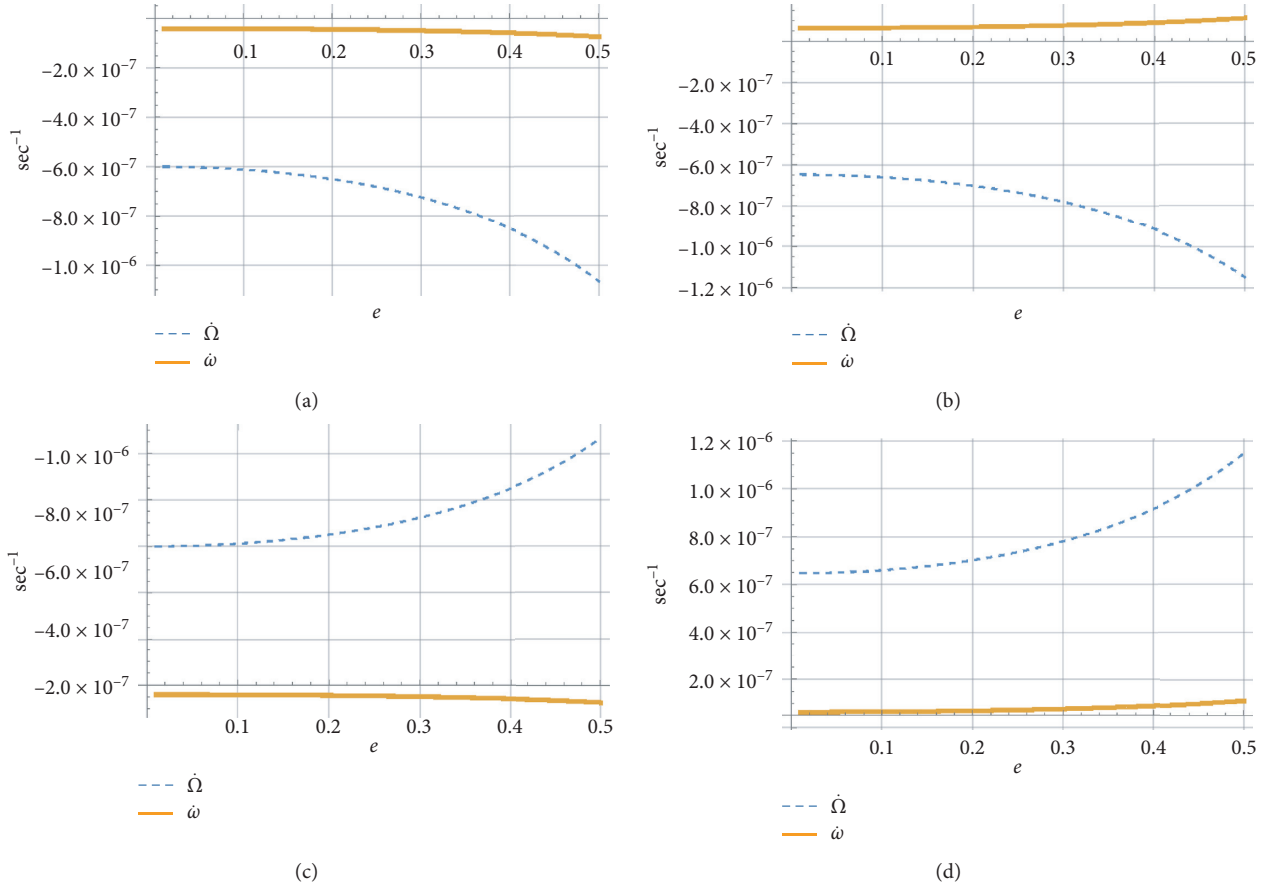 0.1 0.2 0.3 0.4 0.5
−2.0 × 10⁻⁷
−4.0 × 10⁻⁷
−6.0 × 10⁻⁷
−8.0 × 10⁻⁷
−1.0 × 10⁻⁶
sec⁻¹
e
Ω̇
ω̇
(a)
0.1 0.2 0.3 0.4 0.5
−2.0 × 10⁻⁷
−4.0 × 10⁻⁷
−6.0 × 10⁻⁷
−8.0 × 10⁻⁷
−1.0 × 10⁻⁶
−1.2 × 10⁻⁶
sec⁻¹
e
Ω̇
ω̇
(b)
−1.0 × 10⁻⁶
−8.0 × 10⁻⁷
−6.0 × 10⁻⁷
−4.0 × 10⁻⁷
−2.0 × 10⁻⁷
sec⁻¹
0.1 0.2 0.3 0.4 0.5
e
Ω̇
ω̇
(c)
1.2 × 10⁻⁶
1.0 × 10⁻⁶
8.0 × 10⁻⁷
6.0 × 10⁻⁷
4.0 × 10⁻⁷
2.0 × 10⁻⁷
sec⁻¹
0.1 0.2 0.3 0.4 0.5
e
Ω̇
ω̇
(d)